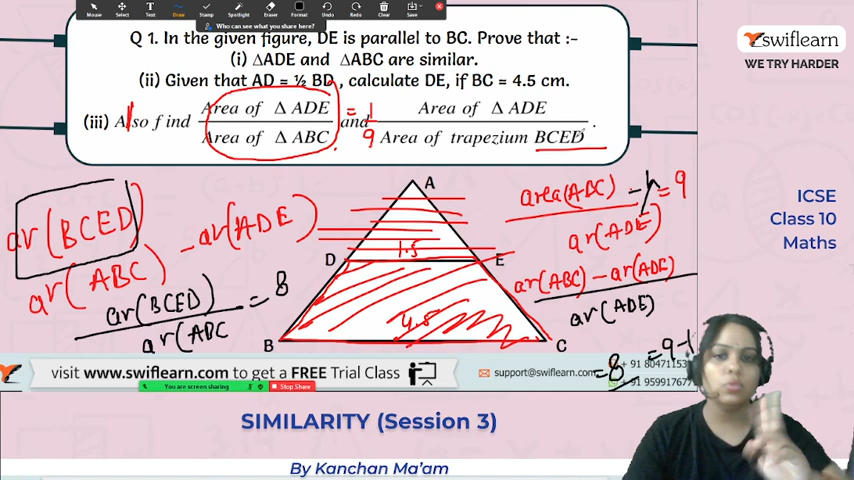 Mouse Select Text Draw Stamp Spotlight Eraser Format Undo Redo Clear Save
Who can see what you share here?
Q 1. In the given figure, DE is parallel to BC. Prove that :-
(i) △ADE and △ABC are similar.
(ii) Given that AD = ½ BD , calculate DE, if BC = 4.5 cm.
(iii) Also find Area of △ ADE / Area of △ ABC = 1/9 and Area of △ ADE / Area of trapezium BCED .
swiflearn
WE TRY HARDER
ICSE
Class 10
Maths
ar(BCED)
ar(ABC) - ar(ADE)
ar(BCED) / ar(ABC = 8
A
D 1.5 E
4.5
B C
area(ABC) / ar(ADE) - 1 = 9
ar(ABC) - ar(ADE) / ar(ADE)
= 9-1
= 8
visit www.swiflearn.com to get a FREE Trial Class
support@swiflearn.com
+ 91 80471153
+ 91 959917677
You are screen sharing Stop Share
SIMILARITY (Session 3)
By Kanchan Ma'am